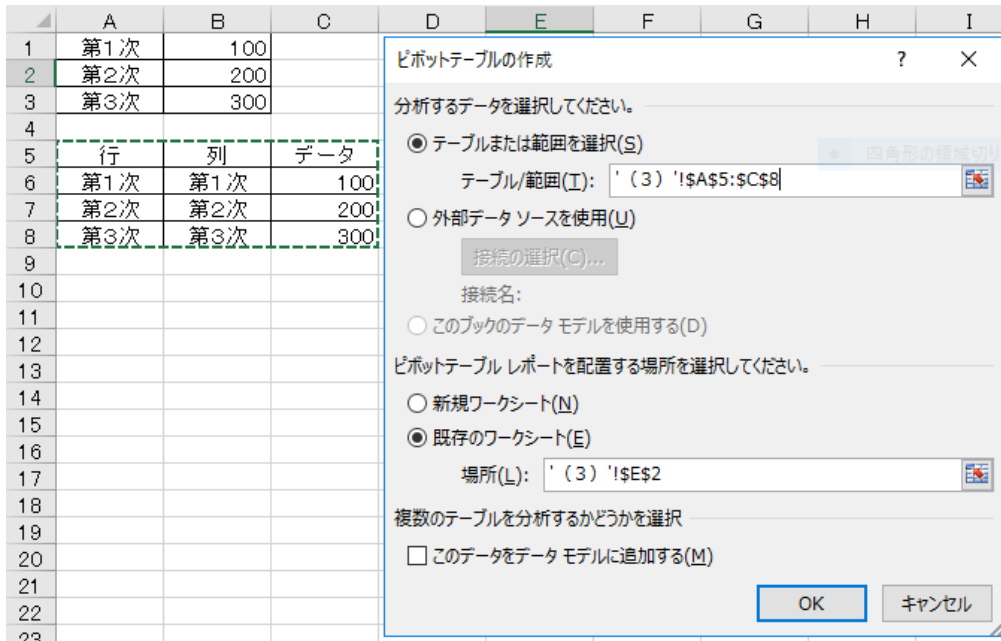 A B C D E F G H I
1 第1次 100
2 第2次 200
3 第3次 300
4
5 行 列 データ
6 第1次 第1次 100
7 第2次 第2次 200
8 第3次 第3次 300
9
10
11
12
13
14
15
16
17
18
19
20
21
22
23
ピボットテーブルの作成 ? ×
分析するデータを選択してください。
テーブルまたは範囲を選択(S)
四角形の領域切り
テーブル/範囲(T): '（3）'!$A$5:$C$8
外部データ ソースを使用(U)
接続の選択(C)...
接続名:
このブックのデータ モデルを使用する(D)
ピボットテーブル レポートを配置する場所を選択してください。
新規ワークシート(N)
既存のワークシート(E)
場所(L): '（3）'!$E$2
複数のテーブルを分析するかどうかを選択
このデータをデータ モデルに追加する(M)
OK キャンセル